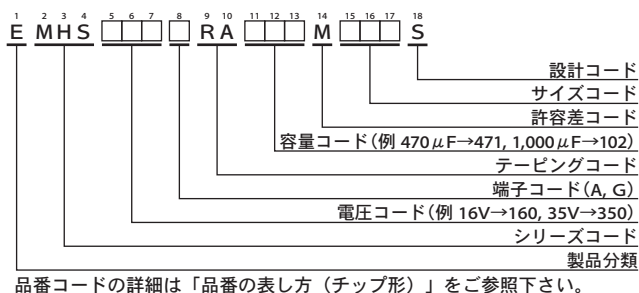 1 2 3 4 5 6 7 8 9 10 11 12 13 14 15 16 17 18
E MHS □□□ □ RA □□□ M □□□ S
設計コード
サイズコード
許容差コード
容量コード(例 470μF→471, 1,000μF→102)
テーピングコード
端子コード(A, G)
電圧コード(例 16V→160, 35V→350)
シリーズコード
製品分類
品番コードの詳細は「品番の表し方（チップ形）」をご参照下さい。